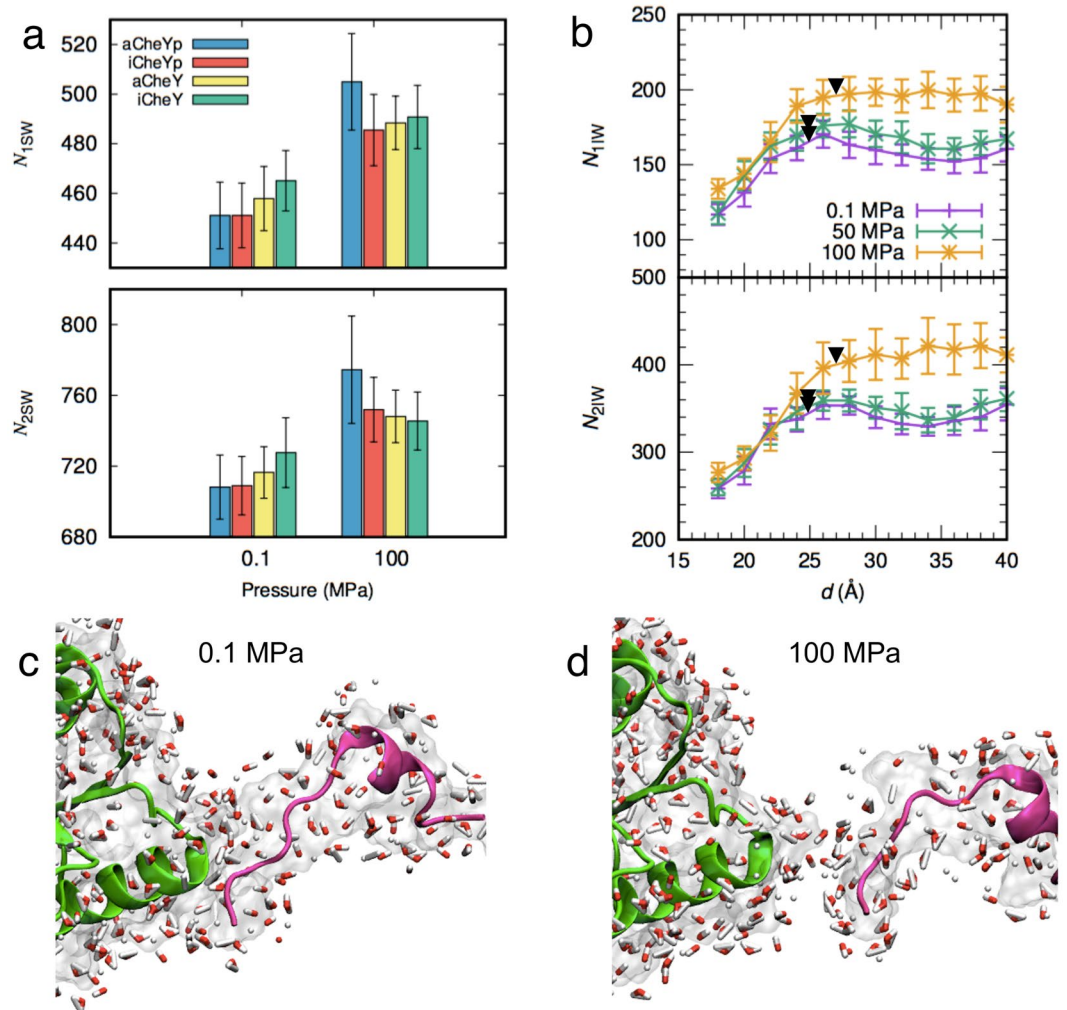 a
520
500
480
460
440
N1SW
aCheYp
iCheYp
aCheY
iCheY
800
760
720
680
N2SW
0.1
100
Pressure (MPa)
b
250
200
150
100
N1IW
0.1 MPa
50 MPa
100 MPa
500
400
300
200
N2IW
15
20
25
30
35
40
d (Å)
c
0.1 MPa
d
100 MPa